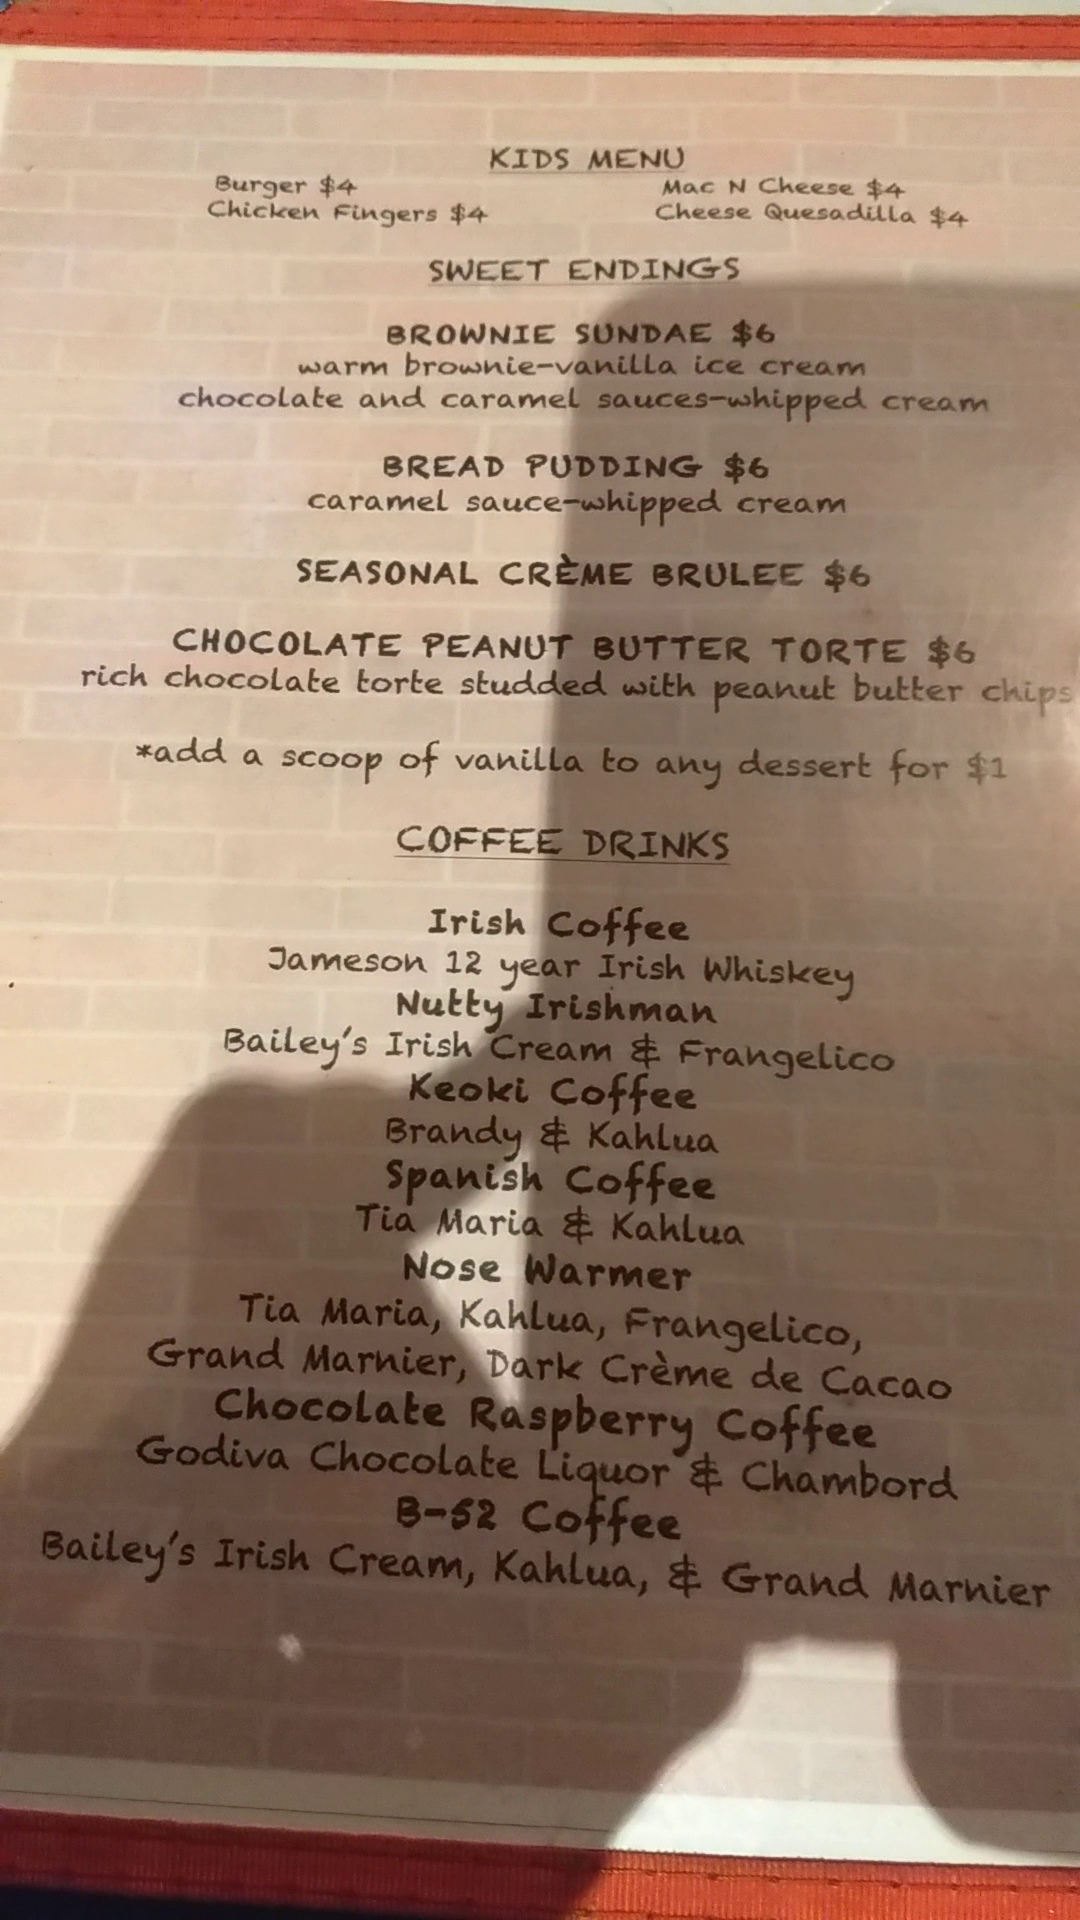 KIDS MENU
Burger $4 Mac N Cheese $4
Chicken Fingers $4 Cheese Quesadilla $4
SWEET ENDINGS
BROWNIE SUNDAE $6
warm brownie-vanilla ice cream
chocolate and caramel sauces-whipped cream
BREAD PUDDING $6
caramel sauce-whipped cream
SEASONAL CRÈME BRULEE $6
CHOCOLATE PEANUT BUTTER TORTE $6
rich chocolate torte studded with peanut butter chips
*add a scoop of vanilla to any dessert for $1
COFFEE DRINKS
Irish Coffee
Jameson 12 year Irish Whiskey
Nutty Irishman
Bailey's Irish Cream & Frangelico
Keoki Coffee
Brandy & Kahlua
Spanish Coffee
Tia Maria & Kahlua
Nose Warmer
Tia Maria, Kahlua, Frangelico,
Grand Marnier, Dark Crème de Cacao
Chocolate Raspberry Coffee
Godiva Chocolate Liquor & Chambord
B-52 Coffee
Bailey's Irish Cream, Kahlua, & Grand Marnier